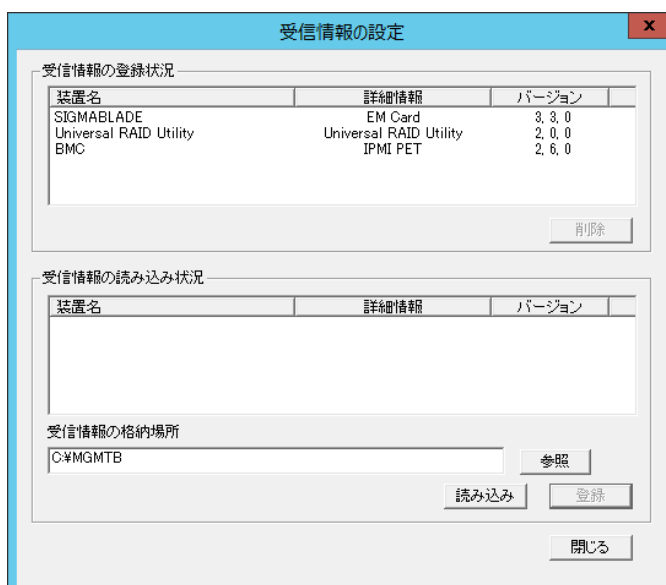 受信情報の設定
x
受信情報の登録状況
装置名 詳細情報 バージョン
SIGMABLADE EM Card 3, 3, 0
Universal RAID Utility Universal RAID Utility 2, 0, 0
BMC IPMI PET 2, 6, 0
削除
受信情報の読み込み状況
装置名 詳細情報 バージョン
受信情報の格納場所
C:¥MGMTB 参照
読み込み 登録
閉じる